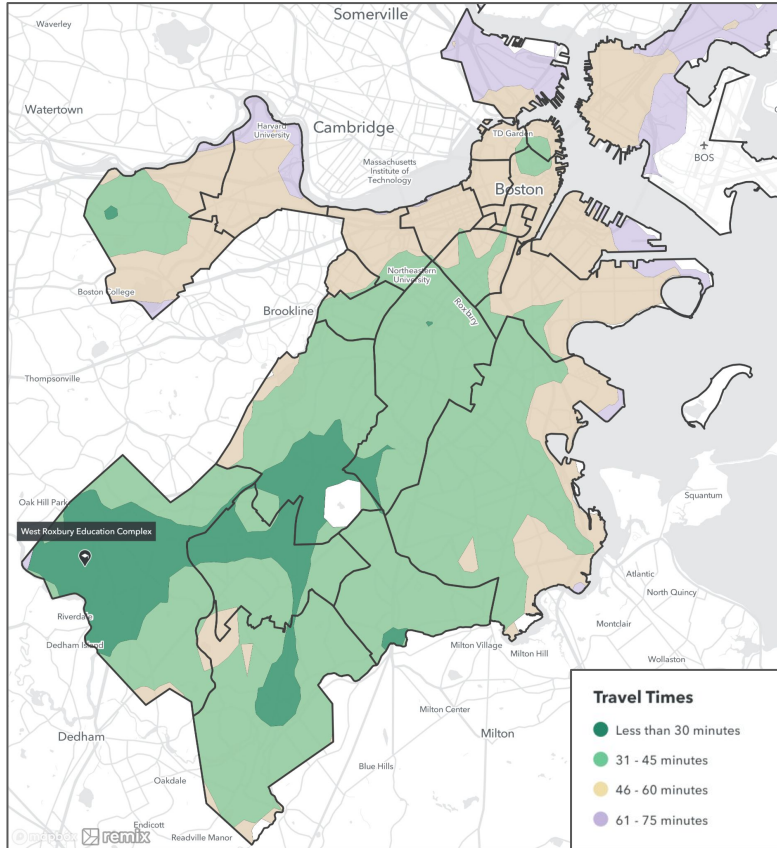 Somerville
Waverley
Watertown
Harvard
University
Cambridge
TD Garden
Massachusetts
Institute of
Technology
BOS
Boston
Boston College
Northeastern
University
Brookline
Roxbury
Thompsonville
Oak Hill Park
West Roxbury Education Complex
Squantum
Riverdale
Dedham Island
Atlantic
North Quincy
Milton Village
Milton Hill
Montclair
Wollaston
Dedham
Milton Center
Milton
Oakdale
Blue Hills
Endicott
Readville Manor
mapbox
remix
Travel Times
Less than 30 minutes
31 - 45 minutes
46 - 60 minutes
61 - 75 minutes